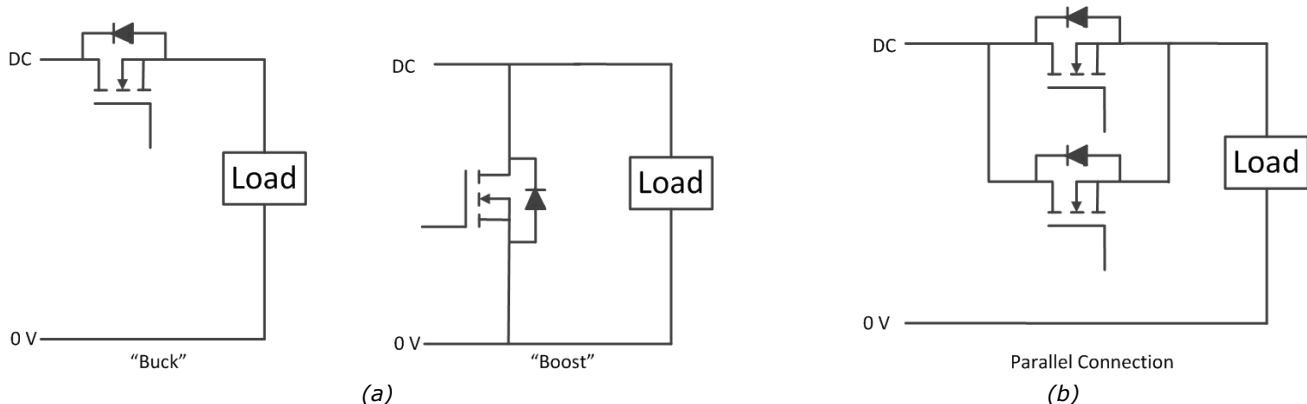 DC
Load
0 V
“Buck”
DC
Load
0 V
“Boost”
(a)
DC
Load
0 V
Parallel Connection
(b)